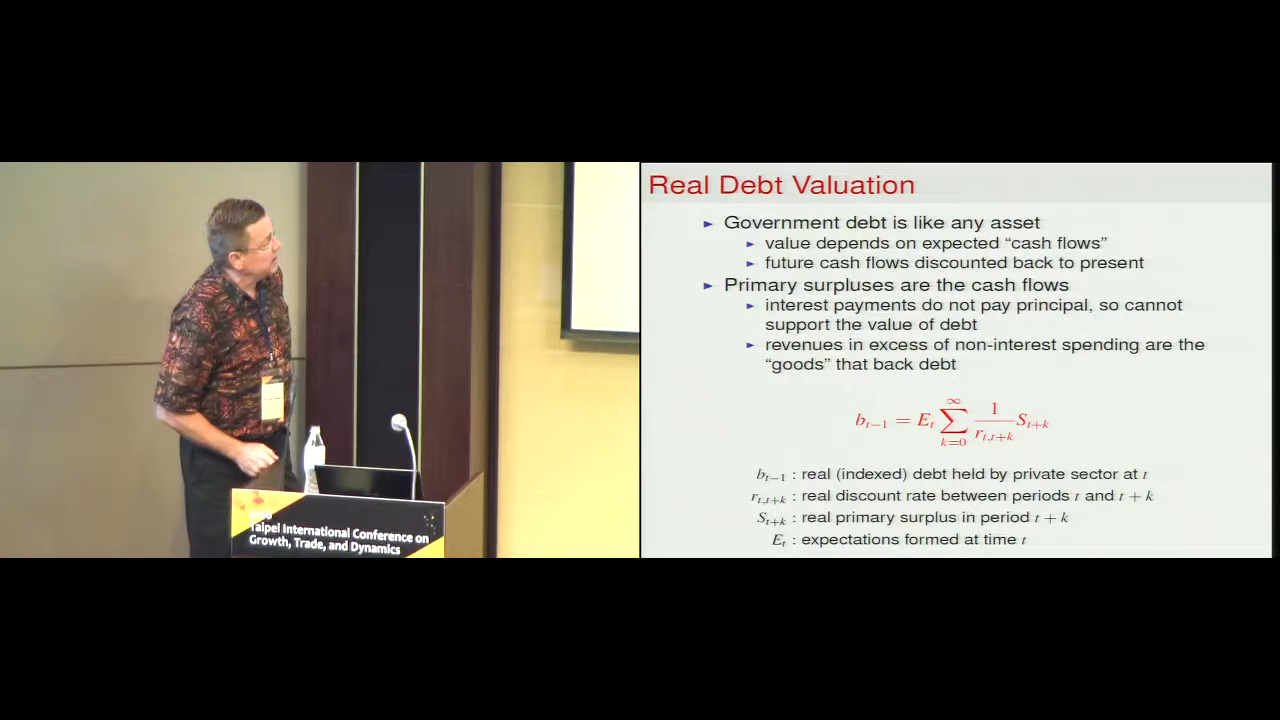 Real Debt Valuation
► Government debt is like any asset
► value depends on expected “cash flows”
► future cash flows discounted back to present
► Primary surpluses are the cash flows
► interest payments do not pay principal, so cannot
support the value of debt
► revenues in excess of non-interest spending are the
“goods” that back debt
b_{t−1} = E_t \sum_{k=0}^{∞} \frac{1}{r_{t,t+k}} S_{t+k}
b_{t−1} : real (indexed) debt held by private sector at t
r_{t,t+k} : real discount rate between periods t and t + k
S_{t+k} : real primary surplus in period t + k
E_t : expectations formed at time t
Taipei International Conference on
Growth, Trade, and Dynamics